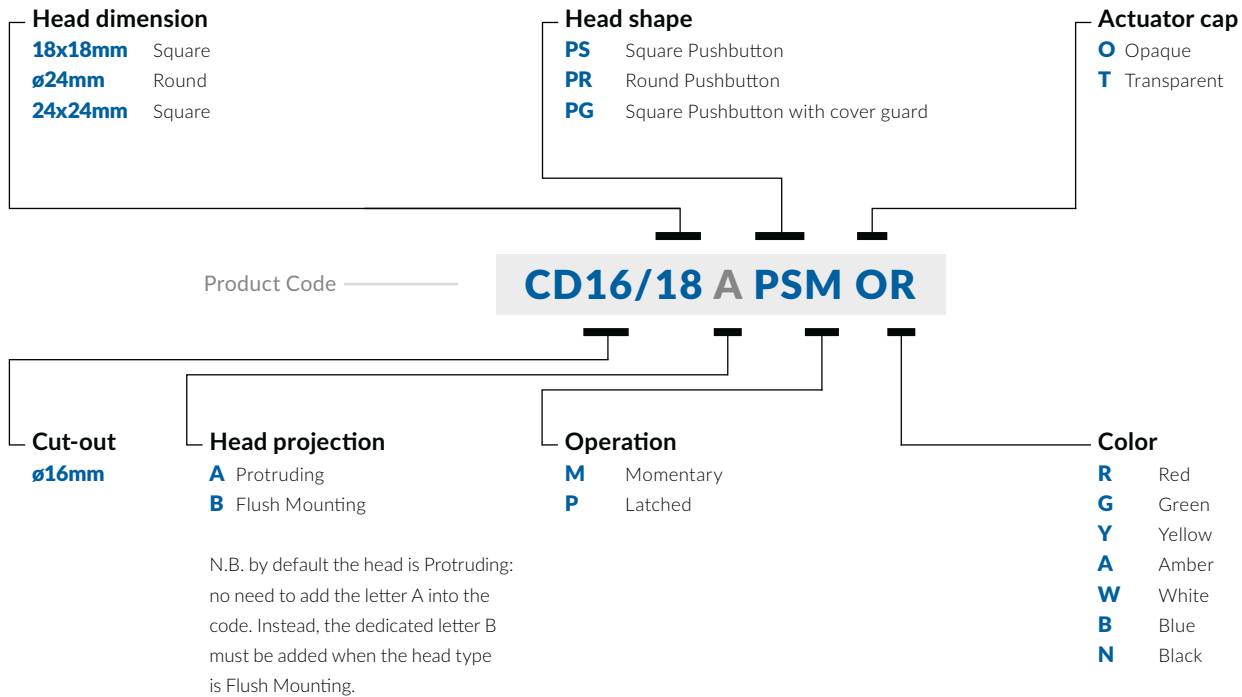 Head dimension
18x18mm Square
ø24mm Round
24x24mm Square
Head shape
PS Square Pushbutton
PR Round Pushbutton
PG Square Pushbutton with cover guard
Actuator cap
O Opaque
T Transparent
Product Code
CD16/18 A PSM OR
Cut-out
ø16mm
Head projection
A Protruding
B Flush Mounting
N.B. by default the head is Protruding:
no need to add the letter A into the
code. Instead, the dedicated letter B
must be added when the head type
is Flush Mounting.
Operation
M Momentary
P Latched
Color
R Red
G Green
Y Yellow
A Amber
W White
B Blue
N Black